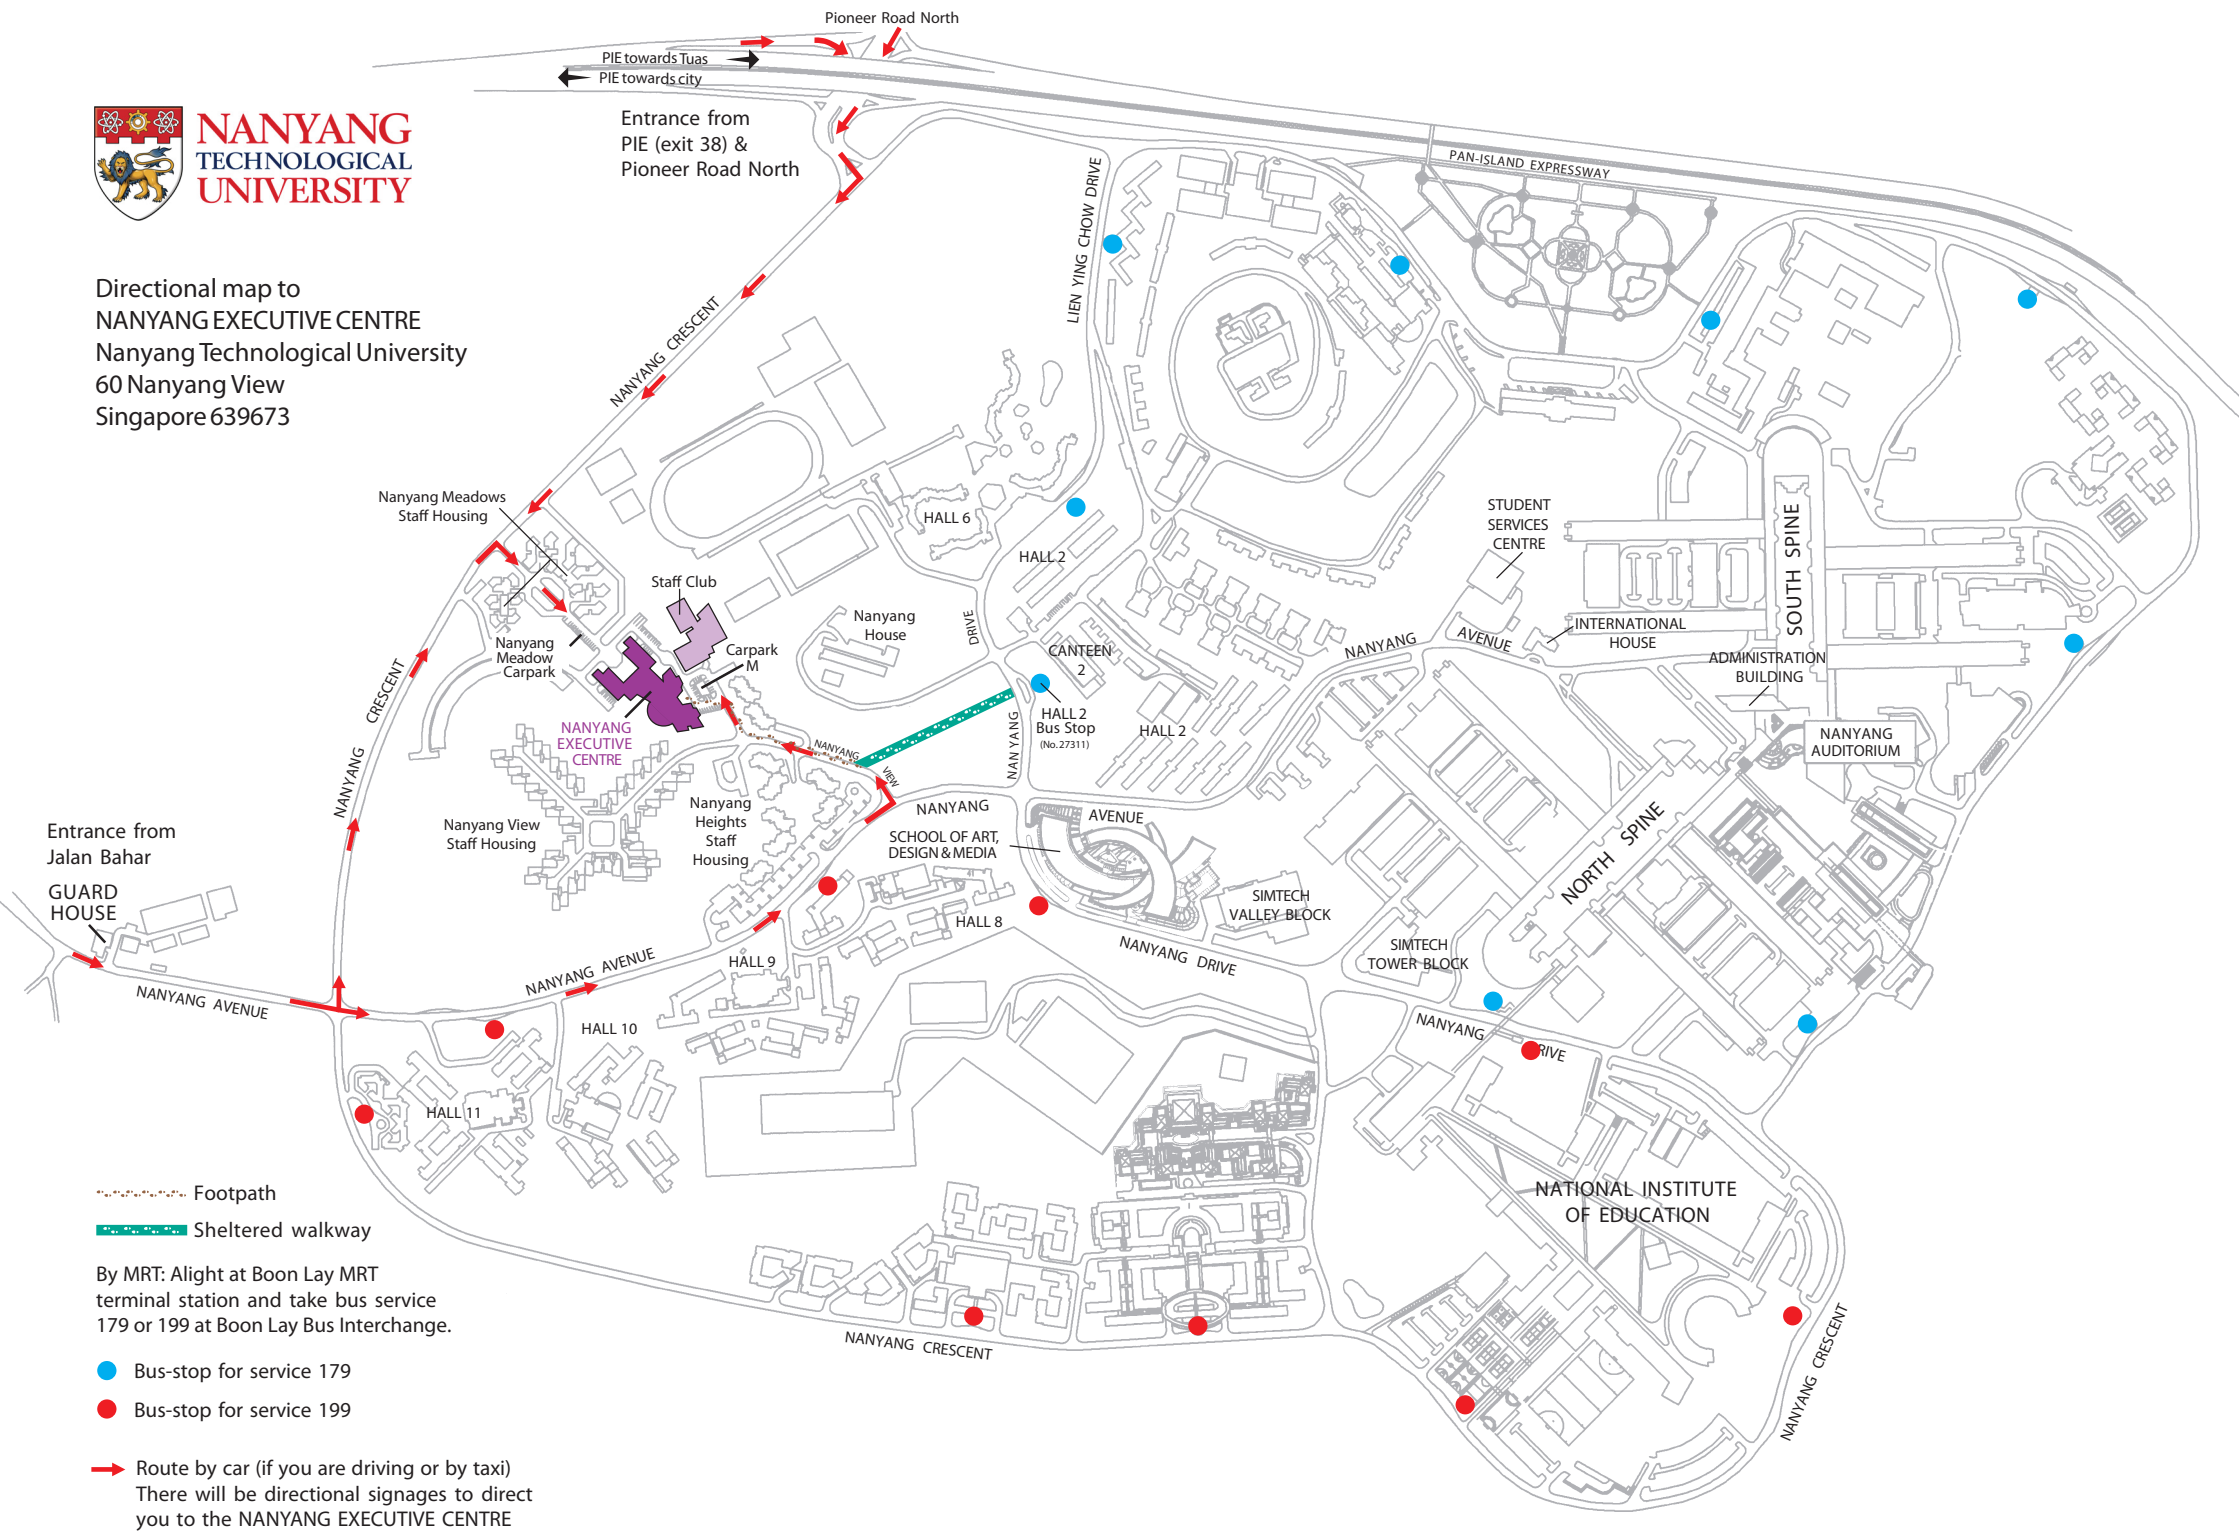 Pioneer Road North
PIE towards Tuas
PIE towards city
Entrance from
PIE (exit 38) &
Pioneer Road North
NANYANG
TECHNOLOGICAL
UNIVERSITY
Directional map to
NANYANG EXECUTIVE CENTRE
Nanyang Technological University
60 Nanyang View
Singapore 639673
PAN-ISLAND EXPRESSWAY
LIEN YING CHOW DRIVE
NANYANG CRESCENT
Nanyang Meadows
Staff Housing
HALL 6
HALL 2
STUDENT
SERVICES
CENTRE
SOUTH SPINE
Staff Club
Nanyang
House
DRIVE
CANTEEN
2
NANYANG AVENUE
INTERNATIONAL
HOUSE
ADMINISTRATION
BUILDING
Nanyang
Meadow
Carpark
Carpark
M
NANYANG
EXECUTIVE
CENTRE
HALL 2
Bus Stop
(No.27311)
HALL 2
NANYANG
NANYANG
AUDITORIUM
NANYANG CRESCENT
NANYANG
VIEW
NANYANG AVENUE
Nanyang View
Staff Housing
Nanyang
Heights
Staff
Housing
SCHOOL OF ART,
DESIGN & MEDIA
NORTH SPINE
Entrance from
Jalan Bahar
GUARD
HOUSE
SIMTECH
VALLEY BLOCK
HALL 8
NANYANG DRIVE
SIMTECH
TOWER BLOCK
HALL 9
NANYANG AVENUE
NANYANG AVENUE
HALL 10
NANYANG RIVE
HALL 11
NATIONAL INSTITUTE
OF EDUCATION
NANYANG CRESCENT
NANYANG CRESCENT
Footpath
Sheltered walkway
By MRT: Alight at Boon Lay MRT
terminal station and take bus service
179 or 199 at Boon Lay Bus Interchange.
Bus-stop for service 179
Bus-stop for service 199
Route by car (if you are driving or by taxi)
There will be directional signages to direct
you to the NANYANG EXECUTIVE CENTRE